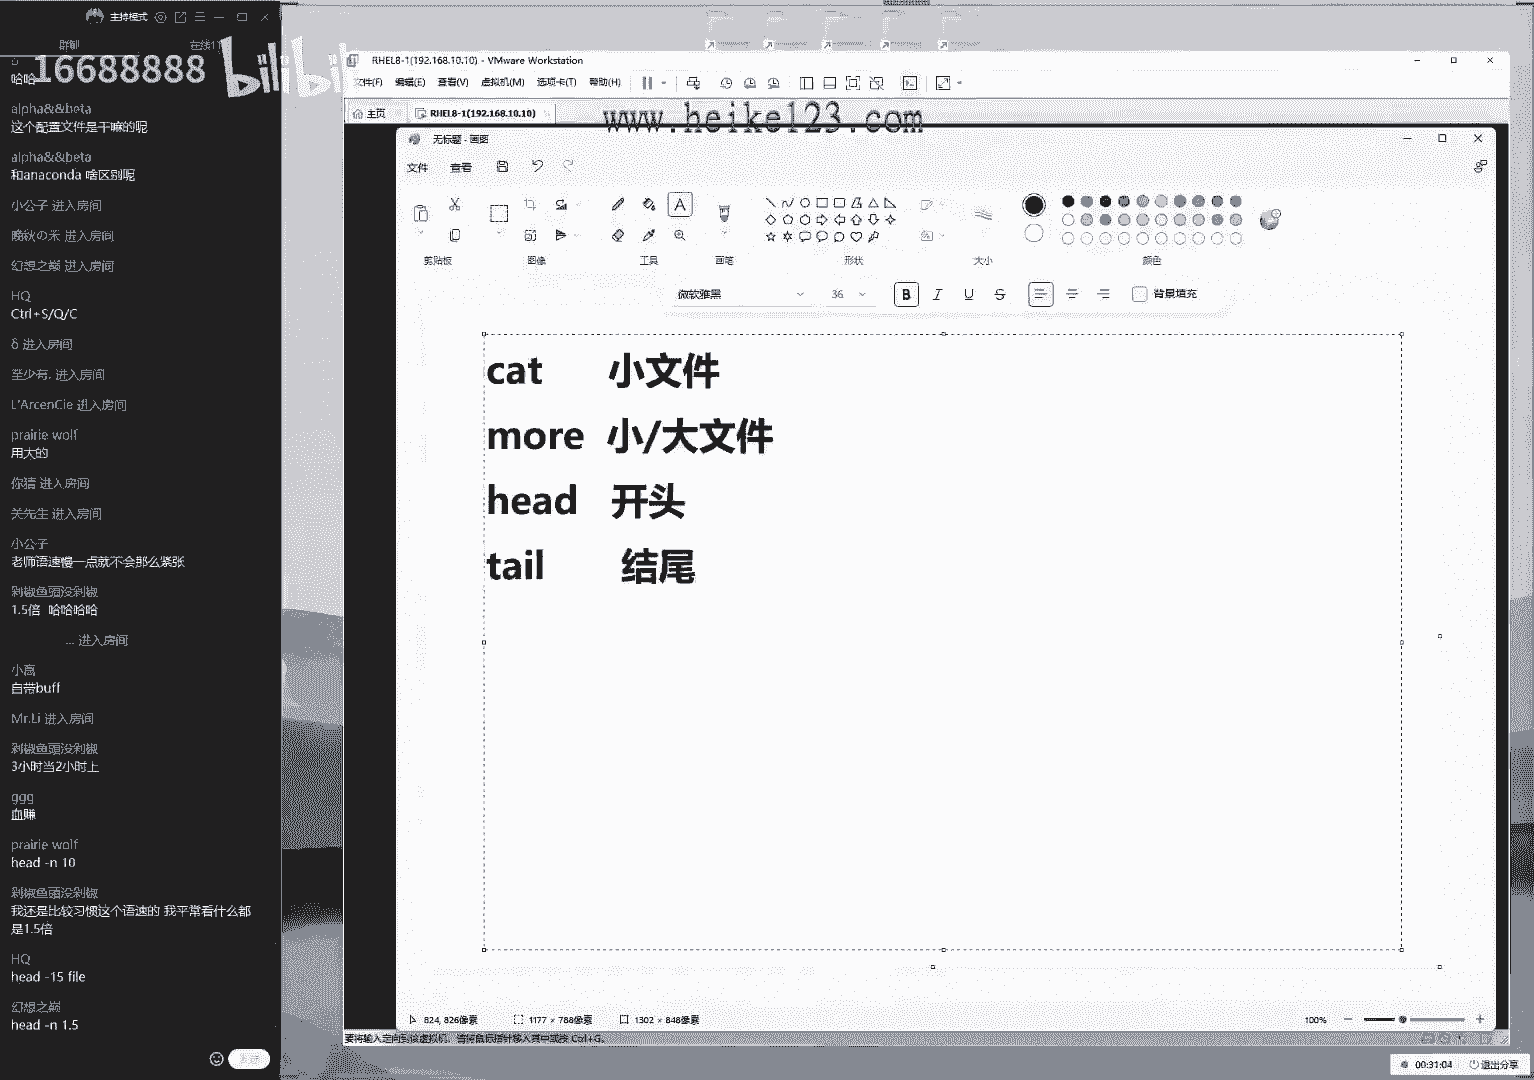 主持模式
群聊
在线1
16688888
bilibili
哈哈
alpha&&beta
这个配置文件是干嘛的呢
alpha&&beta
和anaconda 啥区别呢
小公子 进入房间
晚秋の禾 进入房间
幻想之巅 进入房间
HQ
Ctrl+S/Q/C
δ 进入房间
至少有. 进入房间
L'ArcenCie 进入房间
prairie wolf
用大的
你猜 进入房间
关先生 进入房间
小公子
老师语速慢一点就不会那么紧张
剁椒鱼头没剁椒
1.5倍 哈哈哈哈
... 进入房间
小高
自带buff
Mr.Li 进入房间
剁椒鱼头没剁椒
3小时当2小时上
ggg
血赚
prairie wolf
head -n 10
剁椒鱼头没剁椒
我还是比较习惯这个语速的 我平常看什么都
是1.5倍
HQ
head -15 file
幻想之巅
head -n 1.5
RHEL8-1(192.168.10.10) - VMware Workstation
文件(F) 编辑(E) 查看(V) 虚拟机(M) 选项卡(T) 帮助(H)
主页 RHEL8-1(192.168.10.10)
www.heike123.com
无标题 - 画图
文件 查看
剪贴板 图像 工具 画笔 形状 大小 颜色
微软雅黑 36 B I U S 背景填充
cat 小文件
more 小/大文件
head 开头
tail 结尾
824, 826像素 1177 × 788像素 1302 × 848像素 100%
要将输入定向到该虚拟机，请将鼠标指针移入其中或按 Ctrl+G。
00:31:04 退出分享